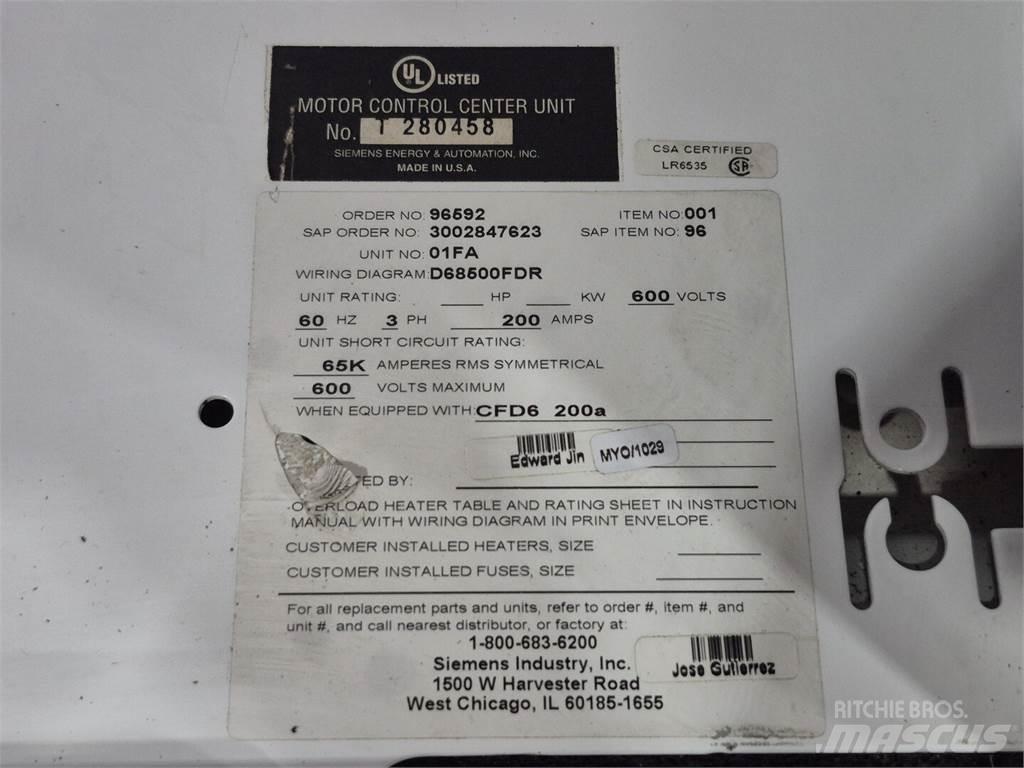 UL LISTED
MOTOR CONTROL CENTER UNIT
No. T 280458
SIEMENS ENERGY & AUTOMATION, INC.
MADE IN U.S.A.
CSA CERTIFIED
LR6535 SA
ORDER NO: 96592 ITEM NO: 001
SAP ORDER NO: 3002847623 SAP ITEM NO: 96
UNIT NO: 01FA
WIRING DIAGRAM: D68500FDR
UNIT RATING: ____ HP ____ KW 600 VOLTS
60 HZ 3 PH 200 AMPS
UNIT SHORT CIRCUIT RATING:
65K AMPERES RMS SYMMETRICAL
600 VOLTS MAXIMUM
WHEN EQUIPPED WITH: CFD6 200a
Edward Jin MYO/1029
TED BY:
OVERLOAD HEATER TABLE AND RATING SHEET IN INSTRUCTION
MANUAL WITH WIRING DIAGRAM IN PRINT ENVELOPE.
CUSTOMER INSTALLED HEATERS, SIZE ____
CUSTOMER INSTALLED FUSES, SIZE ____
For all replacement parts and units, refer to order #, item #, and
unit #, and call nearest distributor, or factory at:
1-800-683-6200
Siemens Industry, Inc.
Jose Gutierrez
1500 W Harvester Road
West Chicago, IL 60185-1655
RITCHIE BROS.
MASCUS